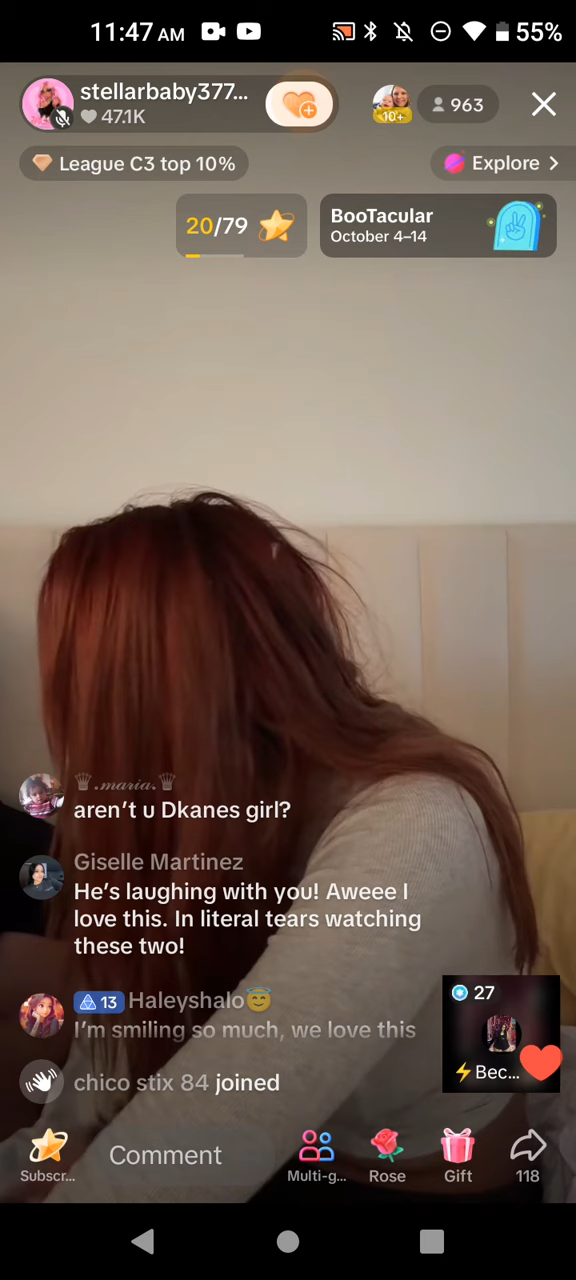 11:47 AM
55%
stellarbaby377...
47.1K
10+
963
League C3 top 10%
Explore >
20/79
BooTacular
October 4–14
♛.maria.♛
aren't u Dkanes girl?
Giselle Martinez
He's laughing with you! Aweee I
love this. In literal tears watching
these two!
13 Haleyshalo😇
I'm smiling so much, we love this
27
⚡Bec...
chico stix 84 joined
Comment
Subscr...
Multi-g...
Rose
Gift
118